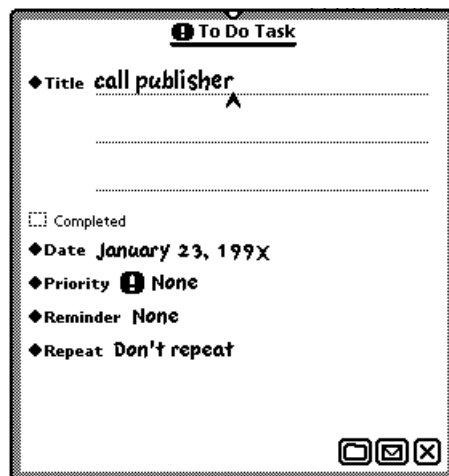 To Do Task
Title call publisher
Completed
Date January 23, 199x
Priority None
Reminder None
Repeat Don't repeat